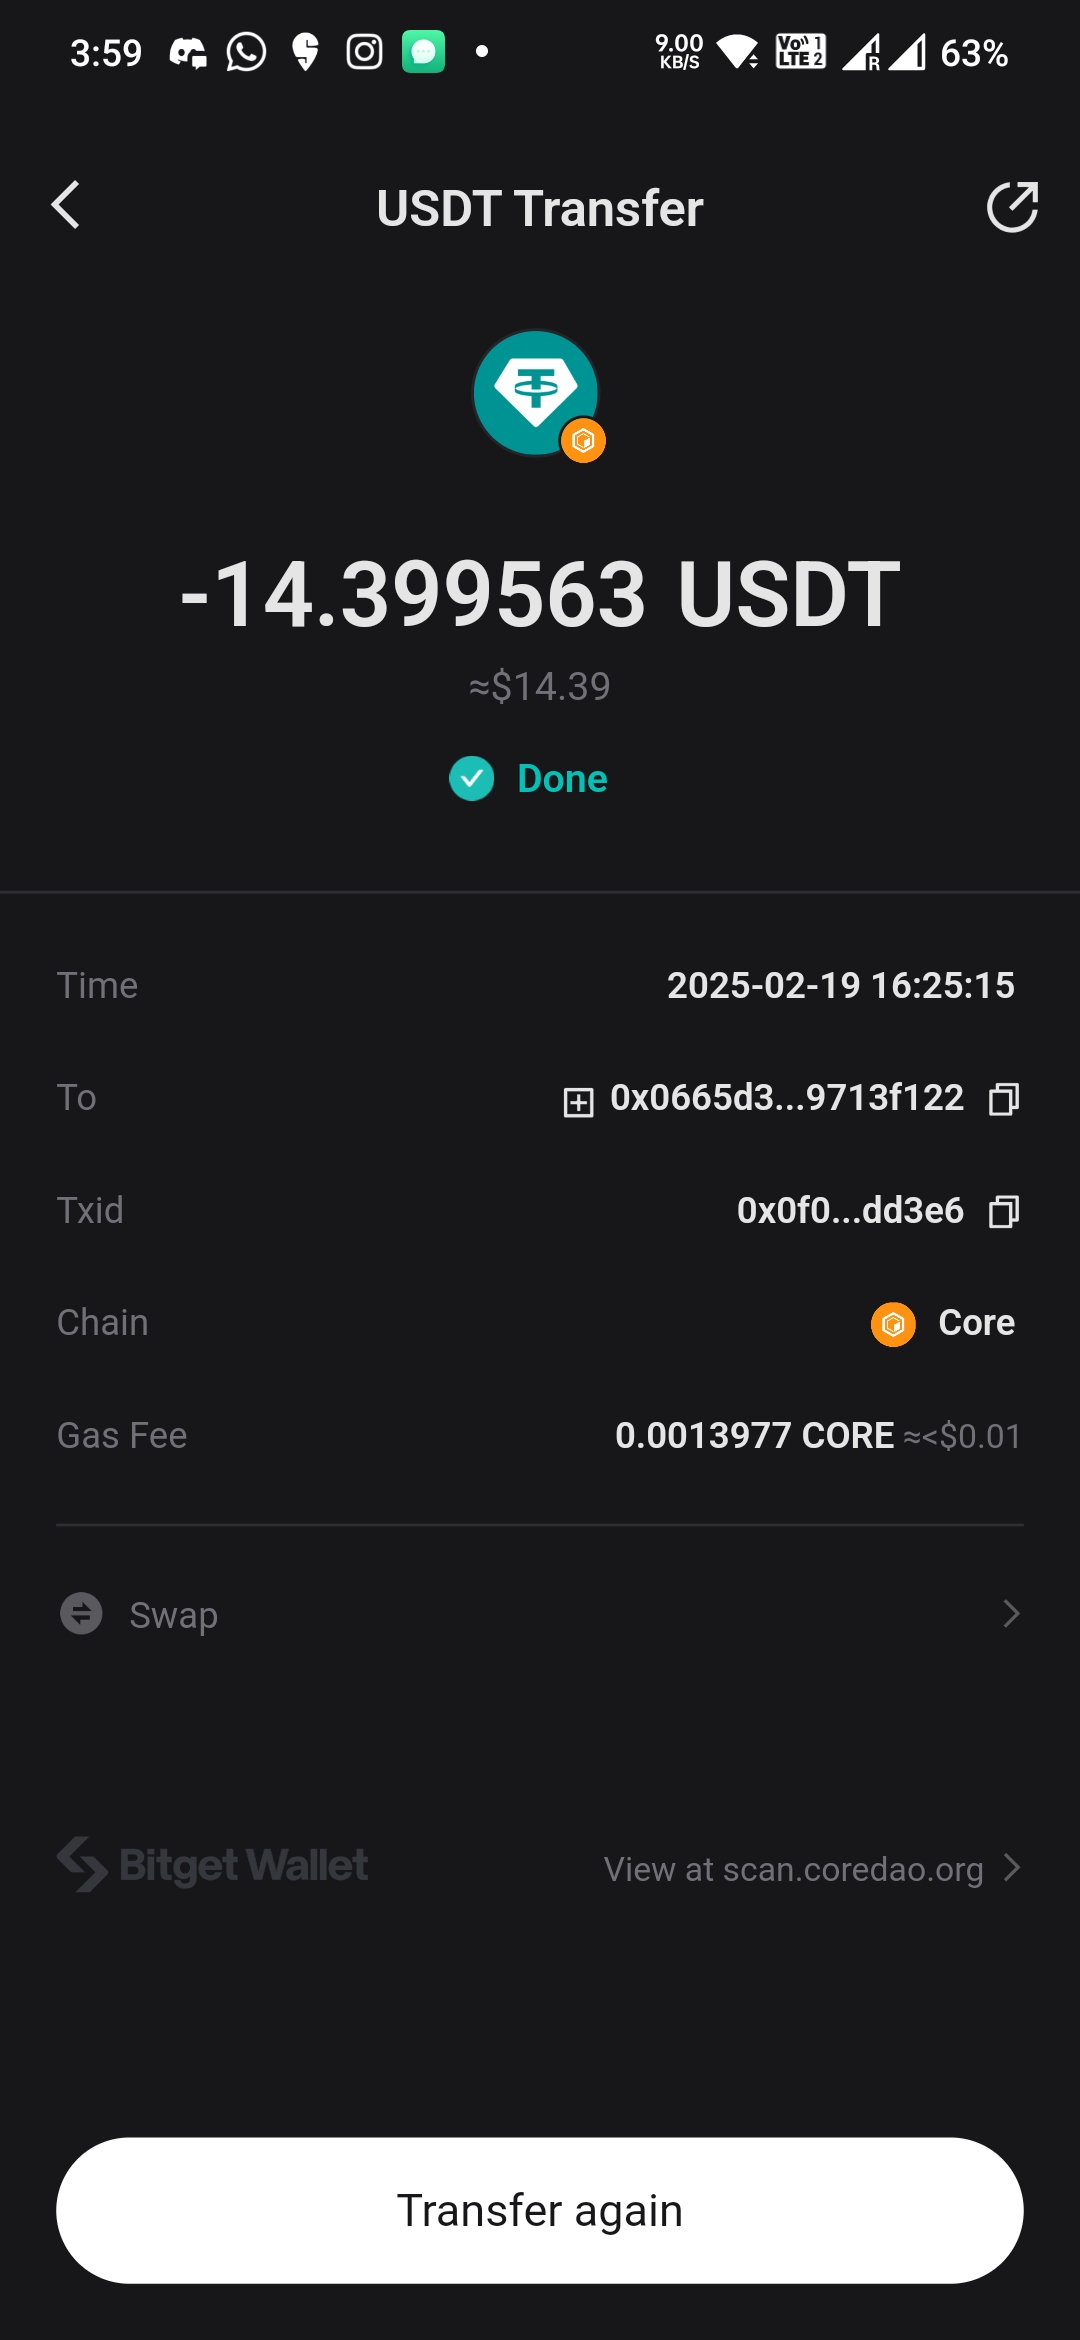 3:59 9.00 KB/S Vo 1 LTE 2 R 63%
USDT Transfer
-14.399563 USDT
≈$14.39
Done
Time 2025-02-19 16:25:15
To 0x0665d3...9713f122
Txid 0x0f0...dd3e6
Chain Core
Gas Fee 0.0013977 CORE ≈<$0.01
Swap
Bitget Wallet View at scan.coredao.org
Transfer again